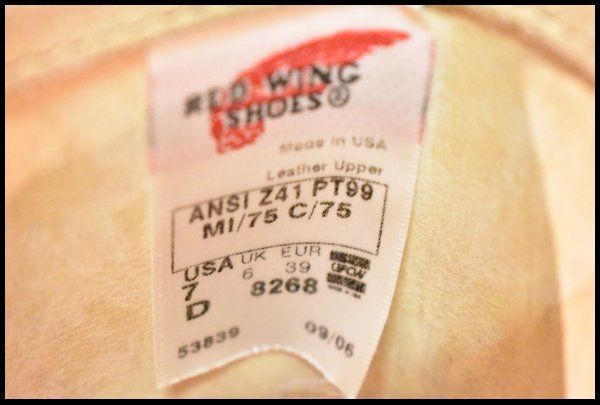 RED WING
SHOES®
Made in USA
Leather Upper
ANSI Z41 PT99
MI/75 C/75
USA UK EUR
7 6 39
D 8268
UFCW
53839 09/06